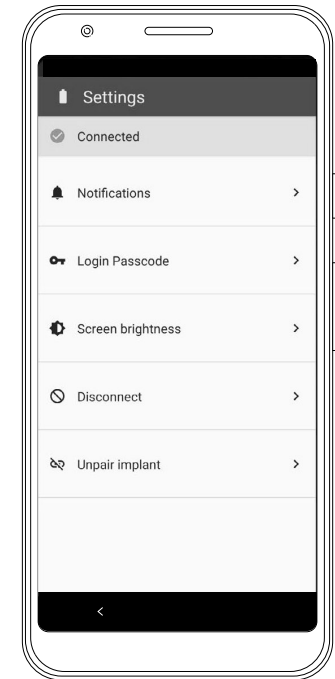 Settings
Connected
Notifications
Login Passcode
Screen brightness
Disconnect
Unpair implant